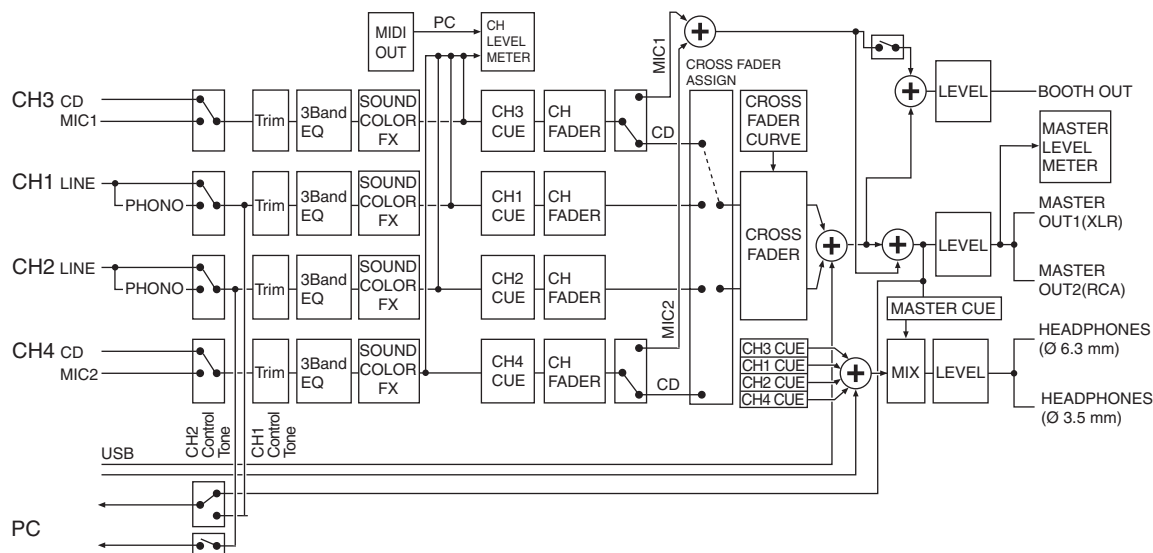 MIDI
OUT
PC
CH
LEVEL
METER
MIC1
CROSS FADER
ASSIGN
CH3 CD
MIC1
Trim
3Band
EQ
SOUND
COLOR
FX
CH3
CUE
CH
FADER
CD
CROSS
FADER
CURVE
LEVEL
BOOTH OUT
MASTER
LEVEL
METER
CH1 LINE
PHONO
Trim
3Band
EQ
SOUND
COLOR
FX
CH1
CUE
CH
FADER
CROSS
FADER
LEVEL
MASTER
OUT1(XLR)
CH2 LINE
PHONO
Trim
3Band
EQ
SOUND
COLOR
FX
CH2
CUE
CH
FADER
MASTER
OUT2(RCA)
MIC2
MASTER CUE
CH4 CD
MIC2
Trim
3Band
EQ
SOUND
COLOR
FX
CH4
CUE
CH
FADER
CD
CH3 CUE
CH1 CUE
CH2 CUE
CH4 CUE
MIX
LEVEL
HEADPHONES
(Ø 6.3 mm)
HEADPHONES
(Ø 3.5 mm)
CH2
Control
Tone
CH1
Control
Tone
USB
PC